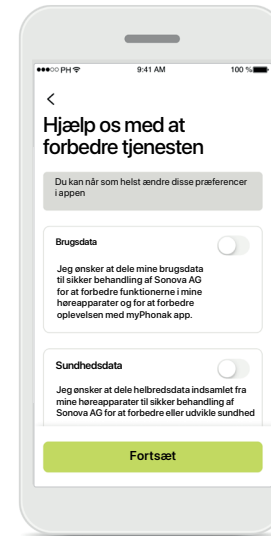 PH 9:41 AM 100 %
Hjælp os med at
forbedre tjenesten
Du kan når som helst ændre disse præferencer
i appen
Brugsdata
Jeg ønsker at dele mine brugsdata
til sikker behandling af Sonova AG
for at forbedre funktionerne i mine
høreapparater og for at forbedre
oplevelsen med myPhonak app.
Sundhedsdata
Jeg ønsker at dele helbredsdata indsamlet fra
mine høreapparater til sikker behandling af
Sonova AG for at forbedre eller udvikle sundhed
Fortsæt